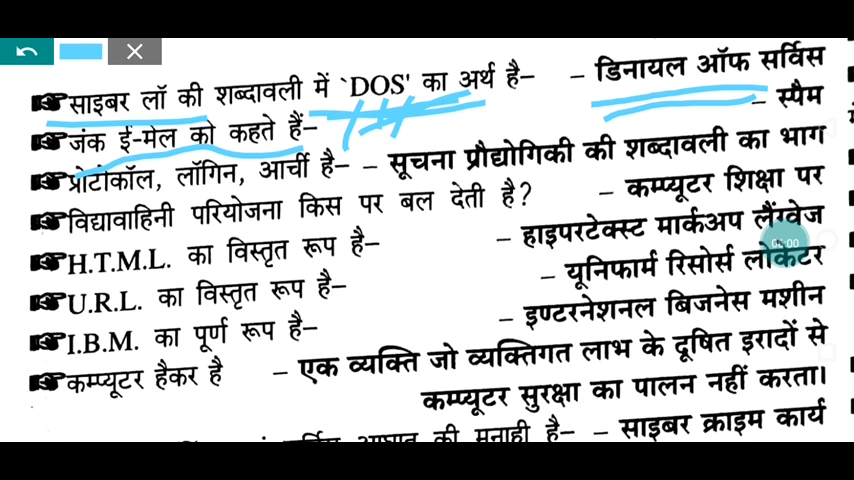 साइबर लॉ की शब्दावली में `DOS' का अर्थ है– – डिनायल ऑफ सर्विस
जंक ई-मेल को कहते हैं– – स्पैम
प्रोटोकॉल, लॉगिन, आर्ची है– – सूचना प्रौद्योगिकी की शब्दावली का भाग
विद्यावाहिनी परियोजना किस पर बल देती है? – कम्प्यूटर शिक्षा पर
H.T.M.L. का विस्तृत रूप है– – हाइपरटेक्स्ट मार्कअप लैंग्वेज
U.R.L. का विस्तृत रूप है– – यूनिफार्म रिसोर्स लोकेटर
I.B.M. का पूर्ण रूप है– – इण्टरनेशनल बिजनेस मशीन
कम्प्यूटर हैकर है – एक व्यक्ति जो व्यक्तिगत लाभ के दूषित इरादों से
कम्प्यूटर सुरक्षा का पालन नहीं करता।
की मनाही है– – साइबर क्राइम कार्य